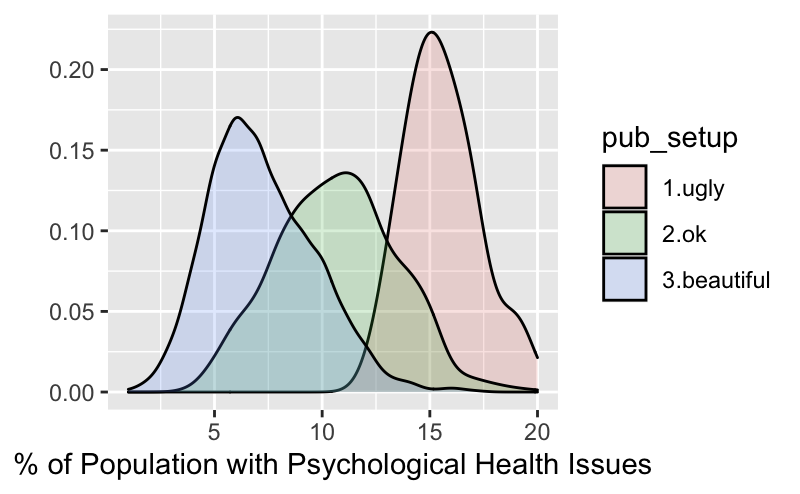 0.20
0.15
0.10
0.05
0.00
5 10 15 20
% of Population with Psychological Health Issues
pub_setup
1.ugly
2.ok
3.beautiful